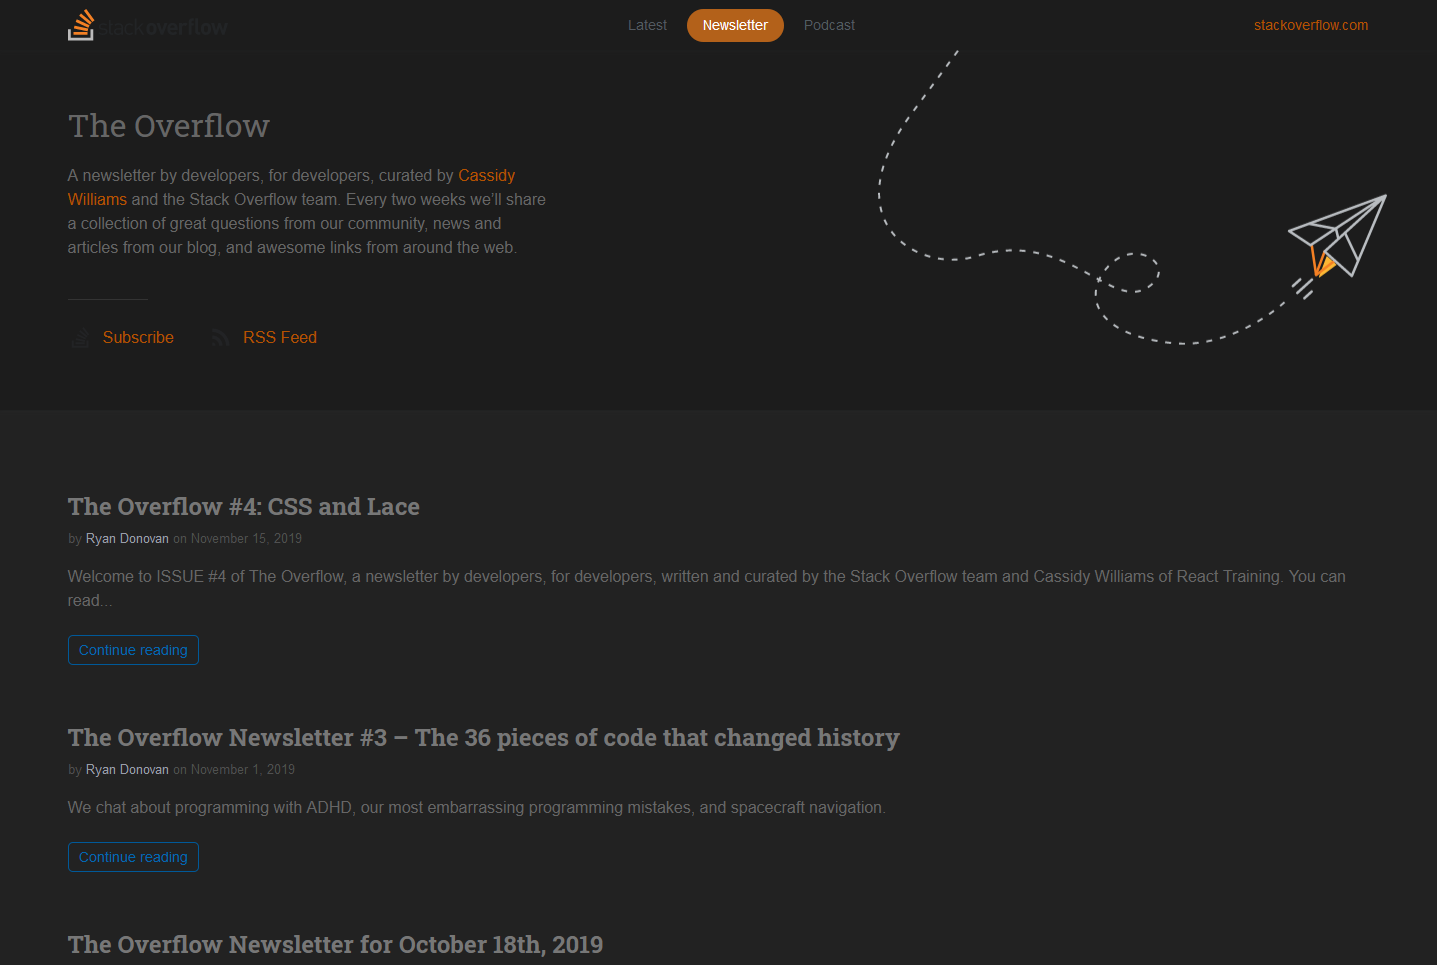 stack overflow
Latest
Newsletter
Podcast
stackoverflow.com
The Overflow
A newsletter by developers, for developers, curated by Cassidy
Williams and the Stack Overflow team. Every two weeks we’ll share
a collection of great questions from our community, news and
articles from our blog, and awesome links from around the web.
Subscribe
RSS Feed
The Overflow #4: CSS and Lace
by Ryan Donovan on November 15, 2019
Welcome to ISSUE #4 of The Overflow, a newsletter by developers, for developers, written and curated by the Stack Overflow team and Cassidy Williams of React Training. You can
read...
Continue reading
The Overflow Newsletter #3 – The 36 pieces of code that changed history
by Ryan Donovan on November 1, 2019
We chat about programming with ADHD, our most embarrassing programming mistakes, and spacecraft navigation.
Continue reading
The Overflow Newsletter for October 18th, 2019